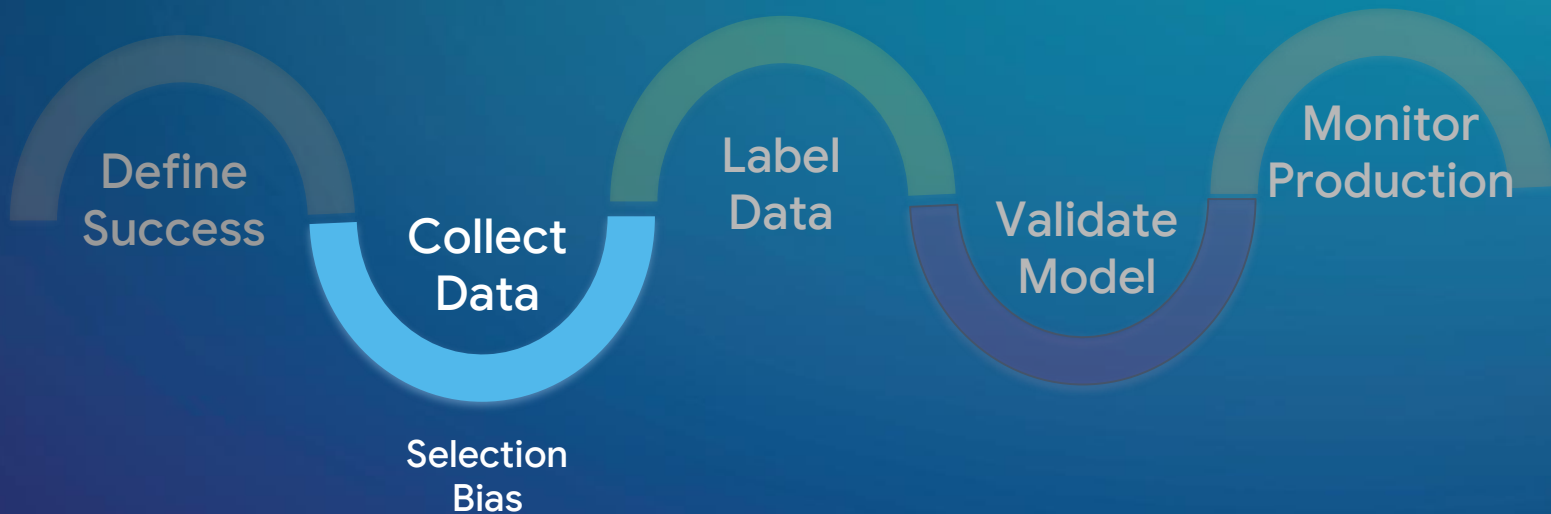 Define
Success
Collect
Data
Selection
Bias
Label
Data
Validate
Model
Monitor
Production